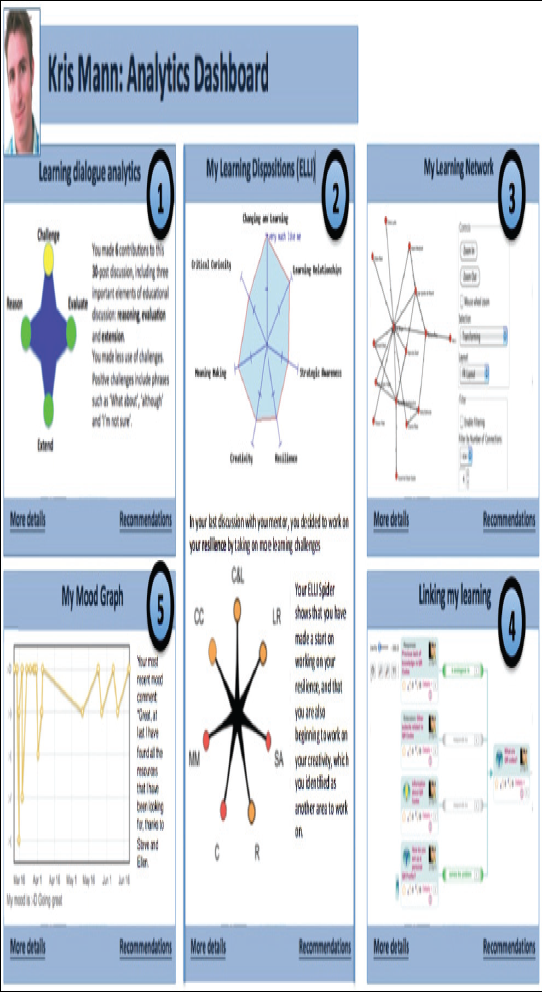 Kris Mann: Analytics Dashboard
Learning dialogue analytics
1
Challenge
Reason
Evaluate
Extend
You made 6 contributions to this
30-post discussion, including three
important elements of educational
discussion: reasoning, evaluation
and extension.
You made less use of challenges.
Positive challenges include phrases
such as 'What about', 'although'
and 'I'm not sure'.
More details
Recommendations
My Learning Dispositions (ELLI)
2
Changing and Learning
very much like me
Critical Curiosity
Learning Relationships
Meaning Making
Strategic Awareness
Creativity
Resilience
In your last discussion with your mentor, you decided to work on
your resilience by taking on more learning challenges
C&L
CC
LR
MM
SA
C
R
Your ELLI Spider
shows that you have
made a start on
working on your
resilience, and that
you are also
beginning to work on
your creativity, which
you identified as
another area to work
on.
More details
Recommendations
My Learning Network
3
Controls
Zoom In
Zoom Out
Mouse wheel zoom
Selection
Transforming
Layout
Filter
Enable Filtering
Filter by Number of Connections
More details
Recommendations
Linking my learning
4
More details
Recommendations
My Mood Graph
5
Your most
recent mood
comment:
"Great, at
last I have
found all the
resources
that I have
been looking
for, thanks to
Steve and
Ellen.
Mar 16 Apr 1 Apr 16 May 1 May 16 Jun 1 Jun 16
My mood is :-D Going great
More details
Recommendations